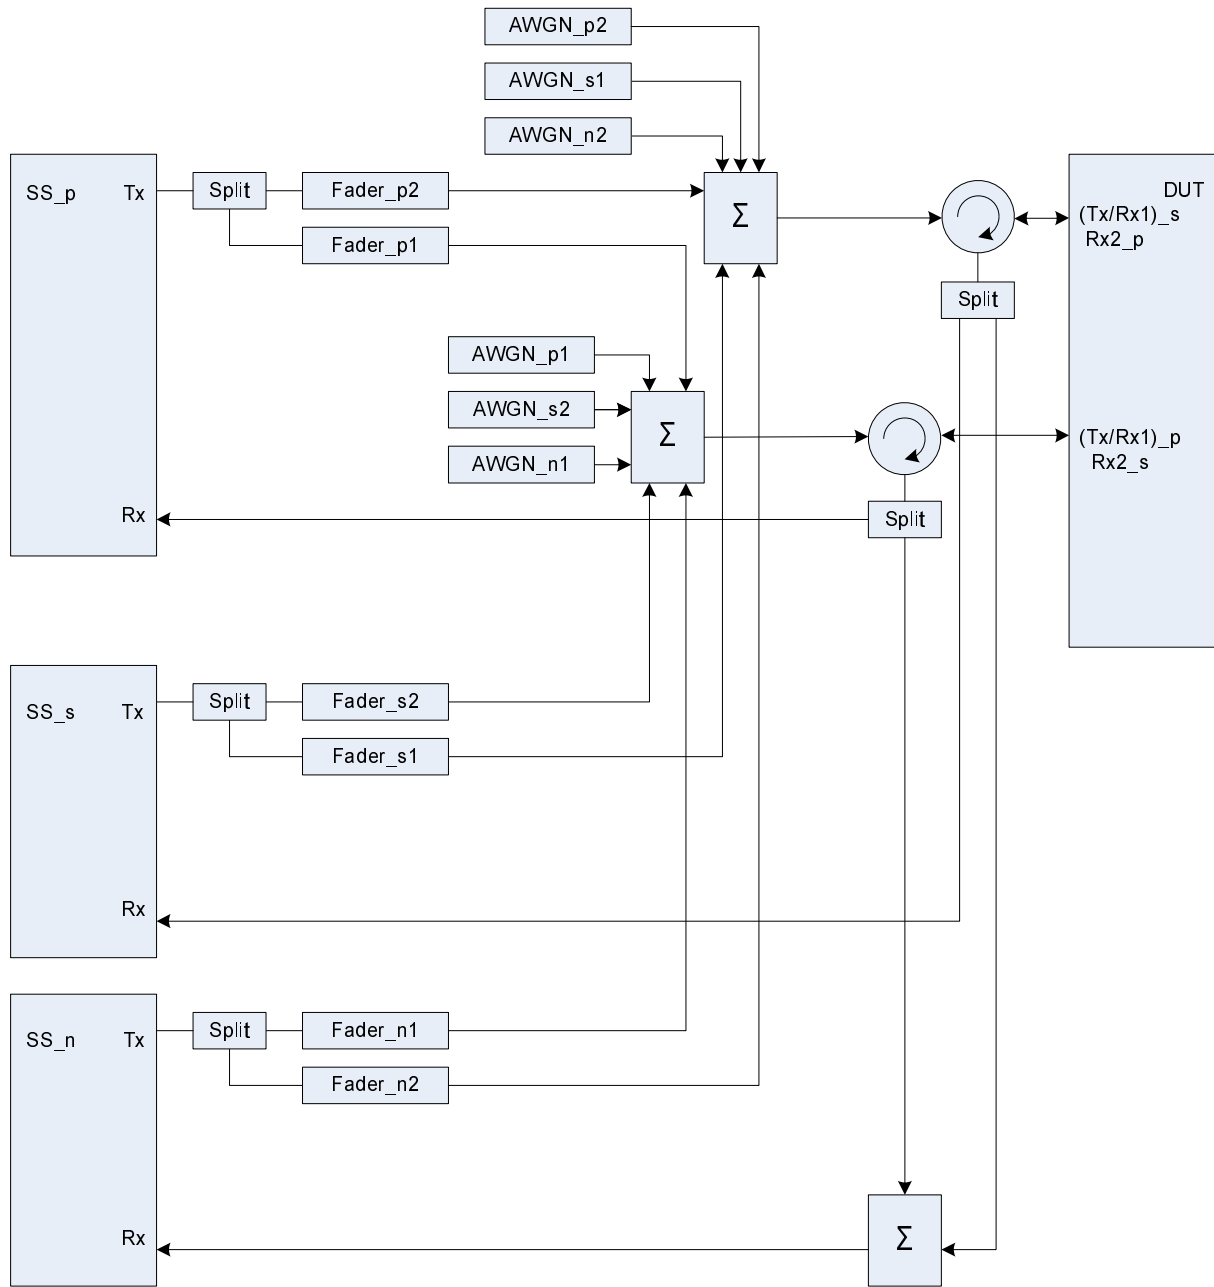 AWGN_p2
AWGN_s1
AWGN_n2
SS_p
Tx
Split
Fader_p2
Fader_p1
Σ
DUT
(Tx/Rx1)_s
Rx2_p
Split
AWGN_p1
AWGN_s2
AWGN_n1
Σ
(Tx/Rx1)_p
Rx2_s
Rx
Split
SS_s
Tx
Split
Fader_s2
Fader_s1
Rx
SS_n
Tx
Split
Fader_n1
Fader_n2
Rx
Σ